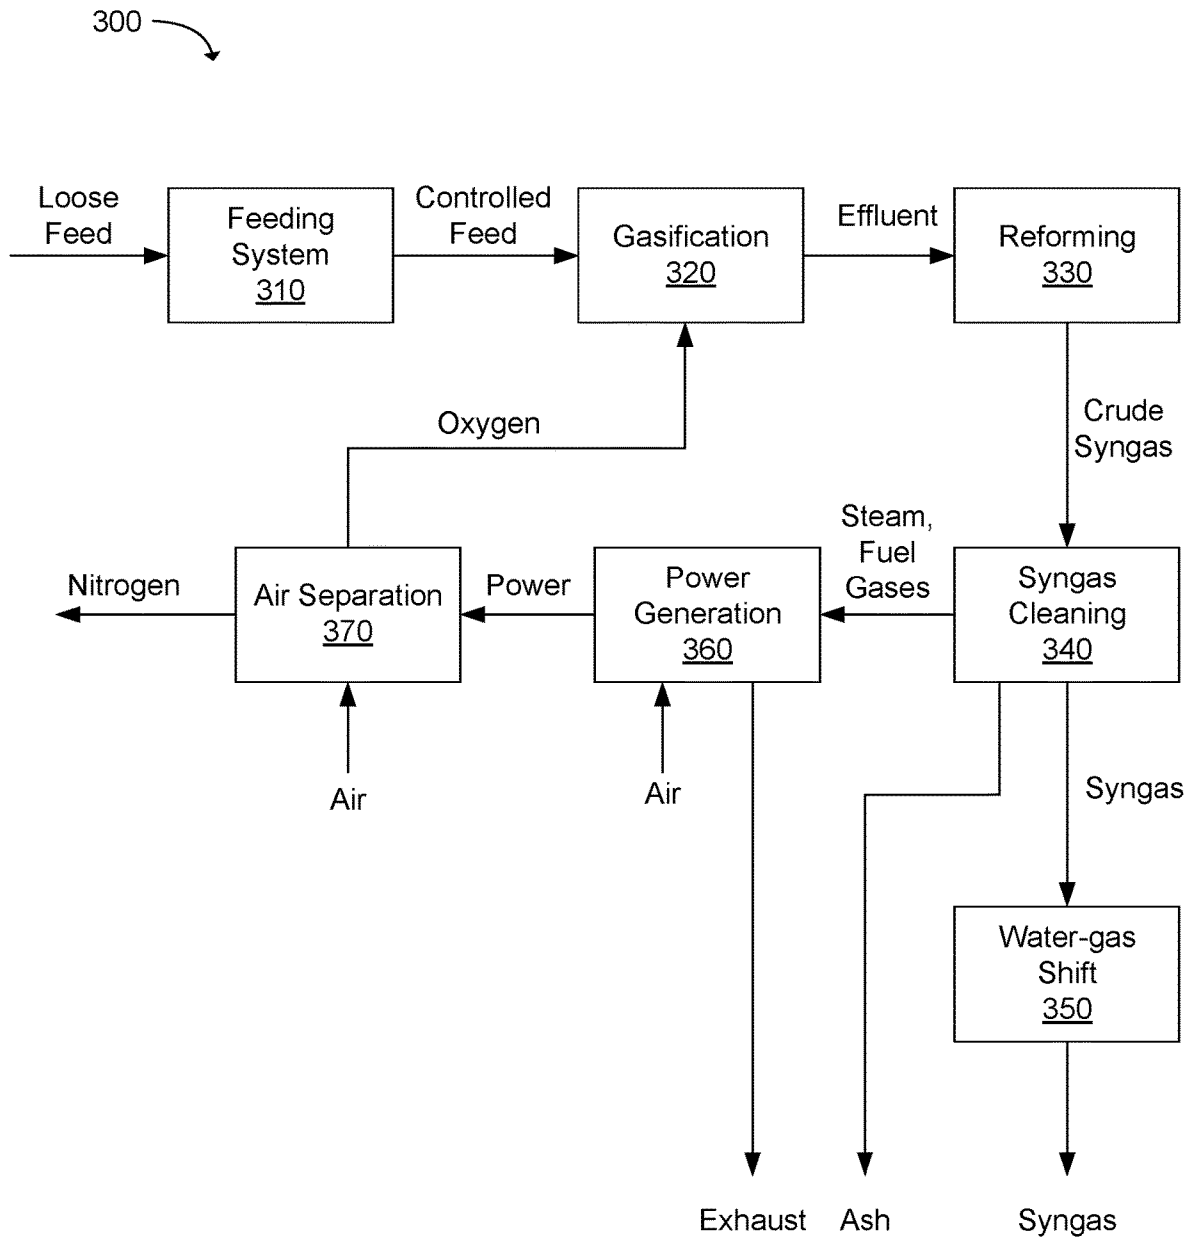 300
Loose
Feed
Feeding
System
310
Controlled
Feed
Gasification
320
Effluent
Reforming
330
Oxygen
Crude
Syngas
Nitrogen
Air Separation
370
Power
Power
Generation
360
Steam,
Fuel
Gases
Syngas
Cleaning
340
Air
Air
Syngas
Water-gas
Shift
350
Exhaust
Ash
Syngas